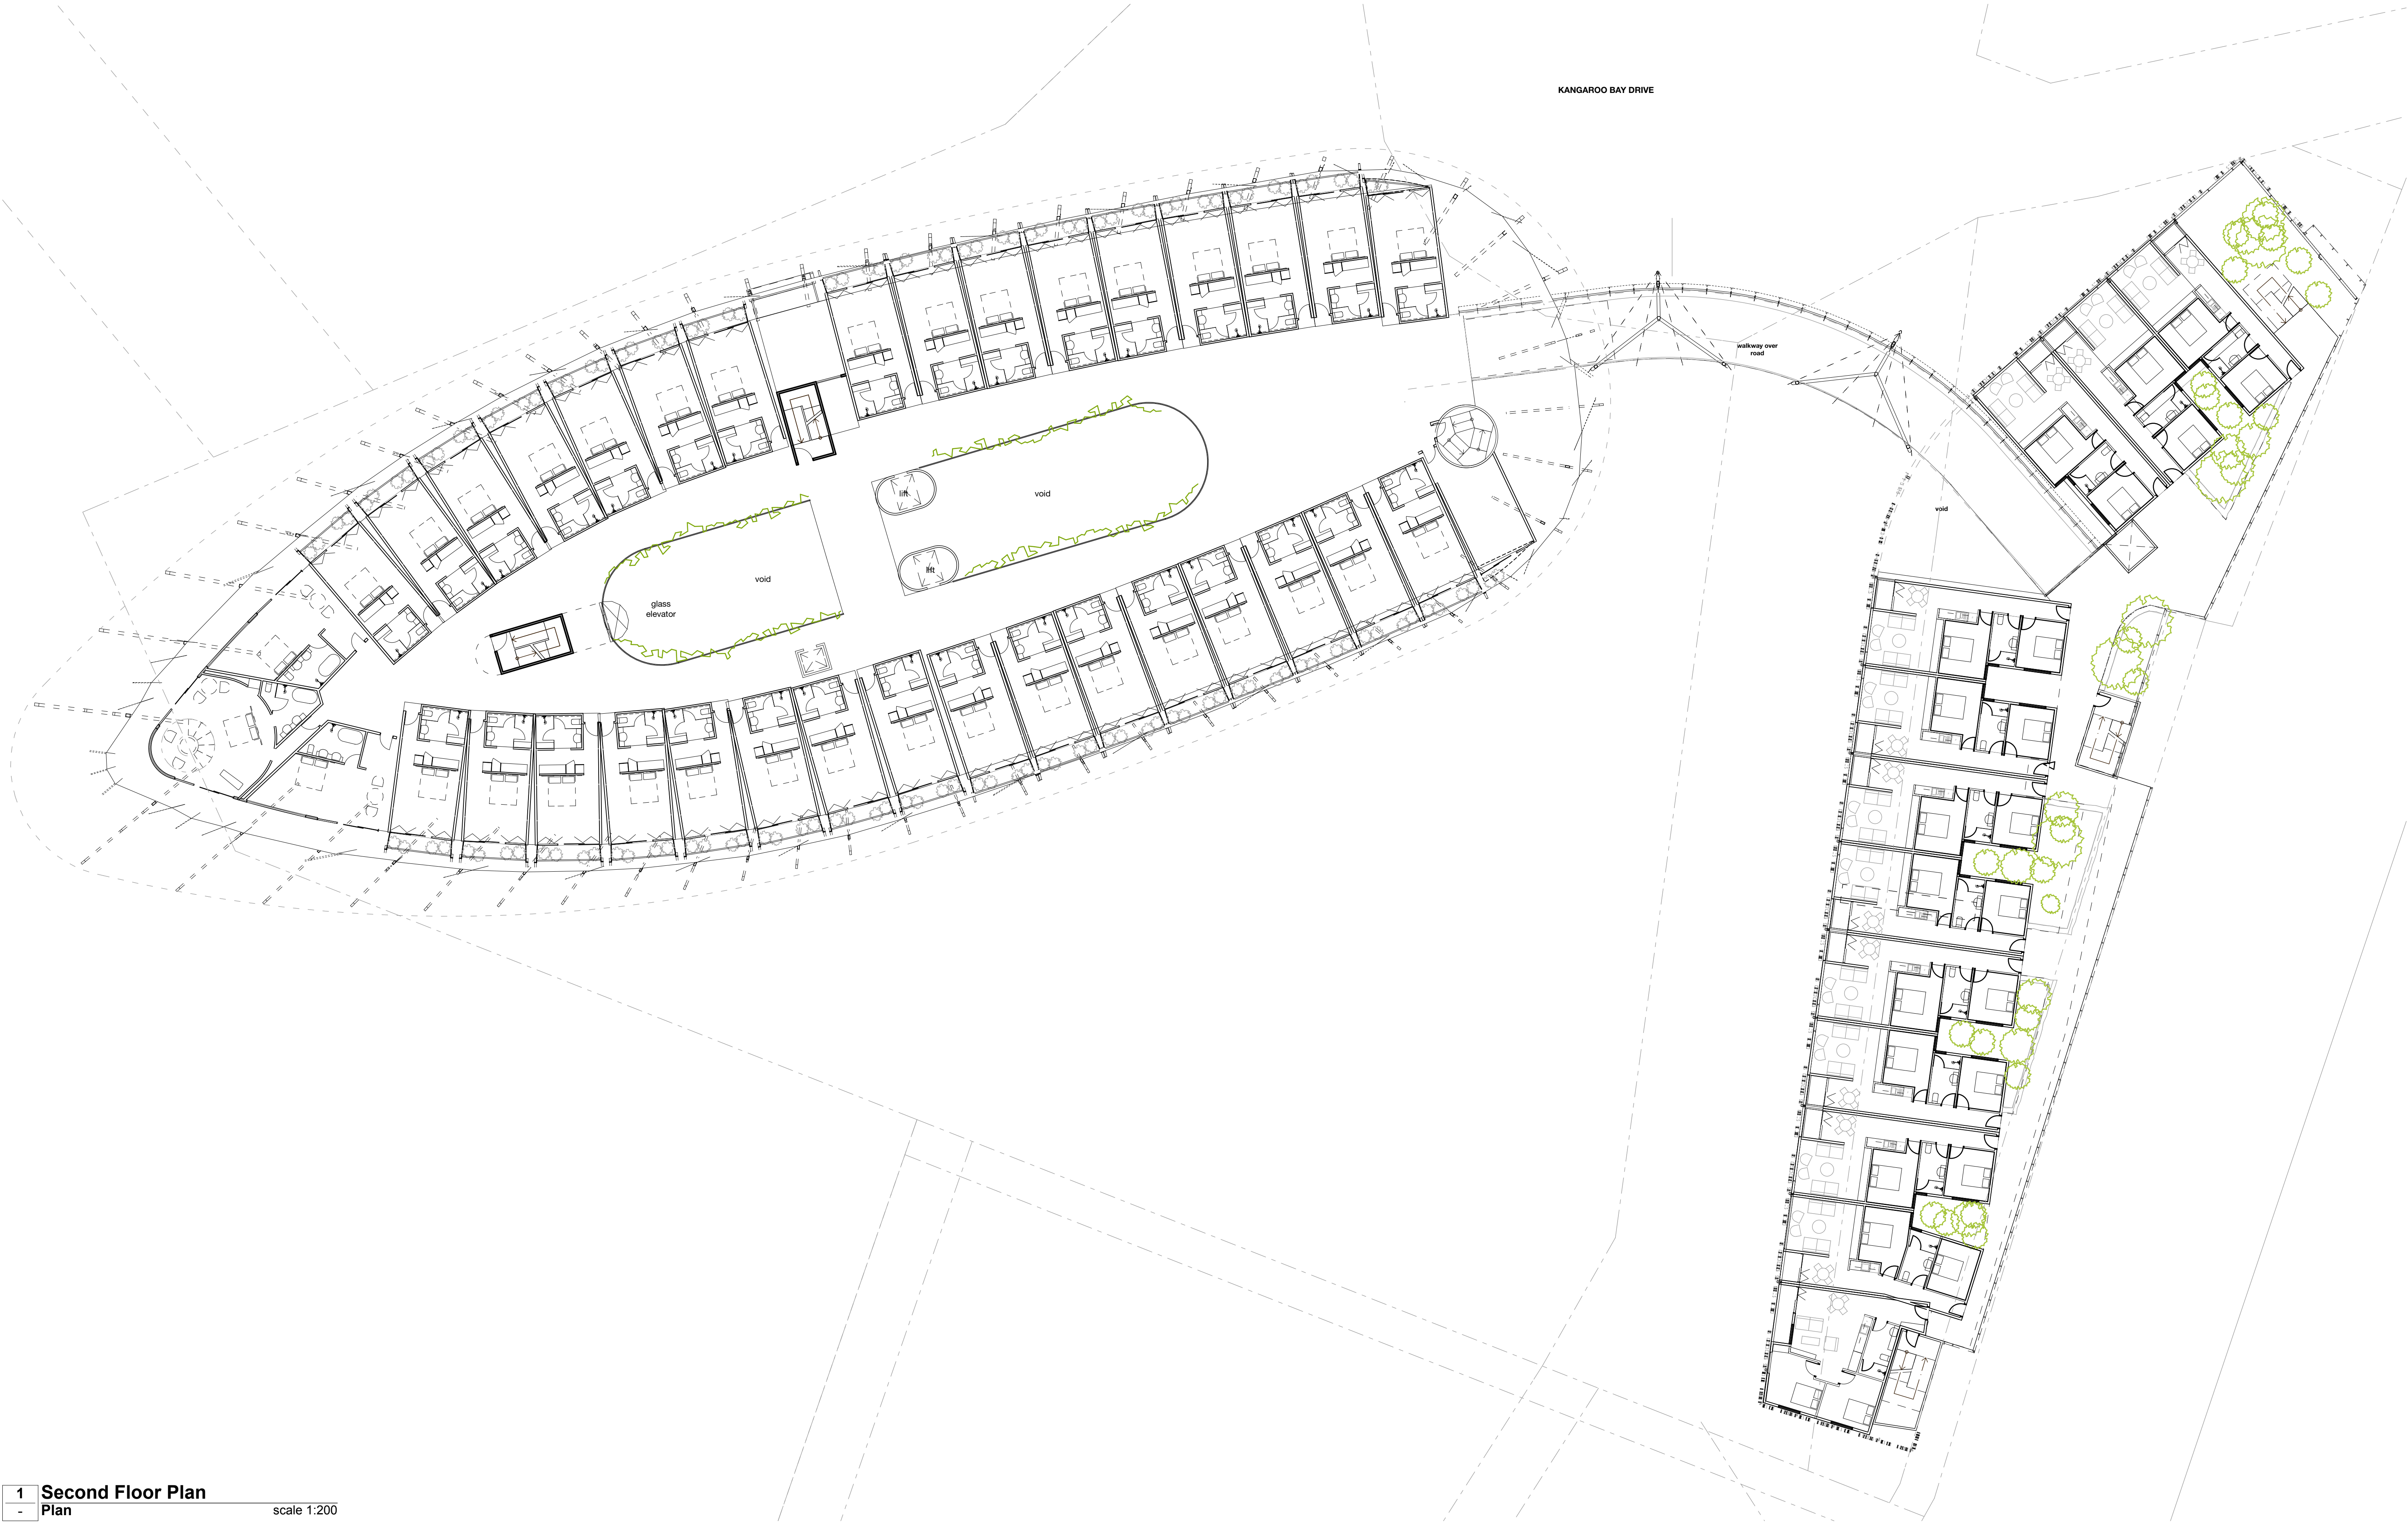 KANGAROO BAY DRIVE
walkway over
road
lift
void
void
void
lift
glass
elevator
1
Second Floor Plan
-
Plan
scale 1:200